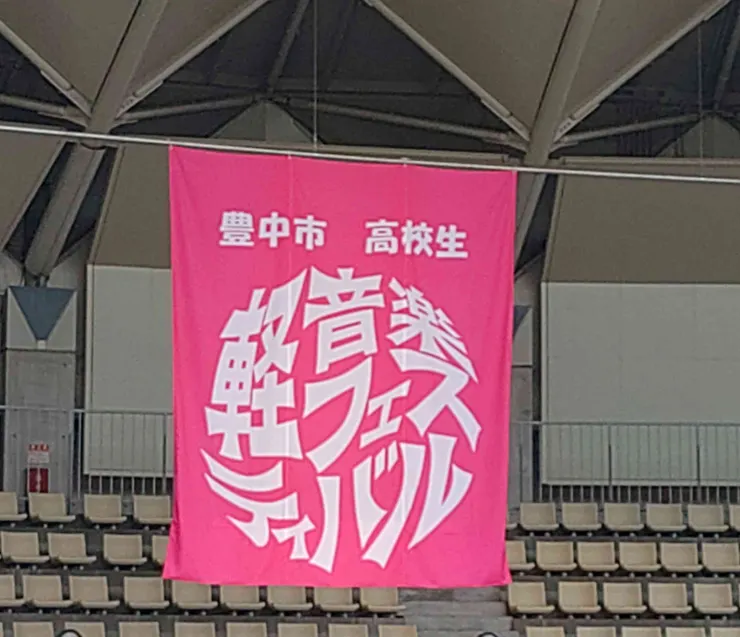 豊中市 高校生
軽音楽
フェス
ティバル